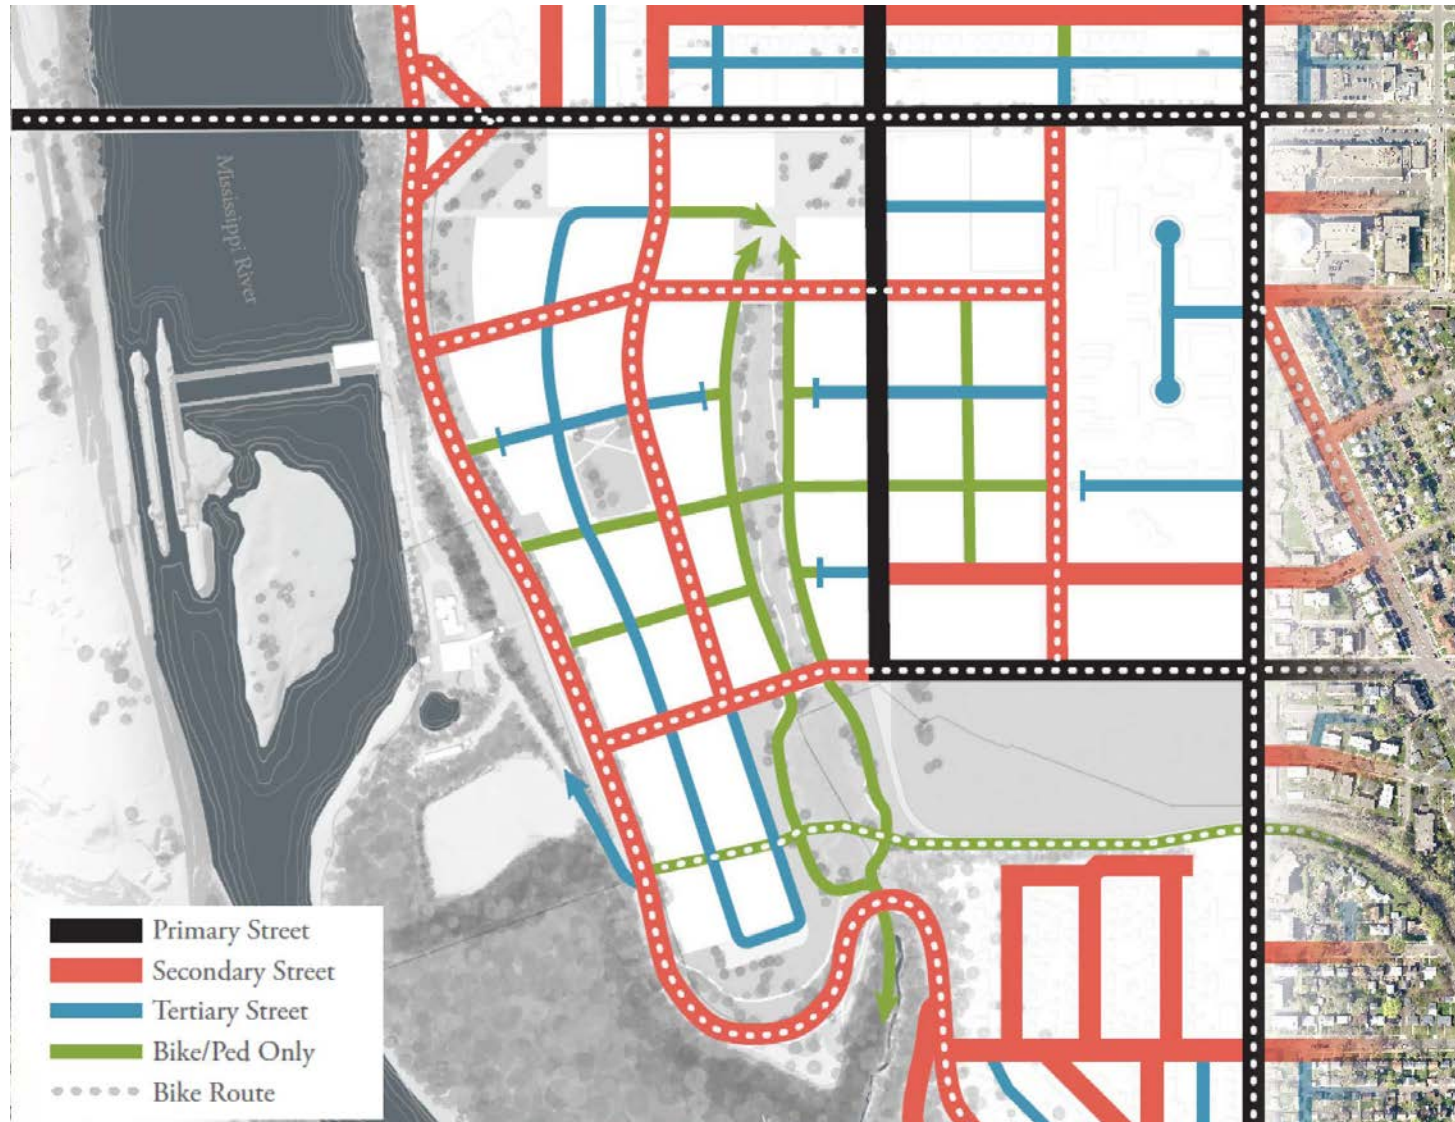 Mississippi River
Primary Street
Secondary Street
Tertiary Street
Bike/Ped Only
Bike Route